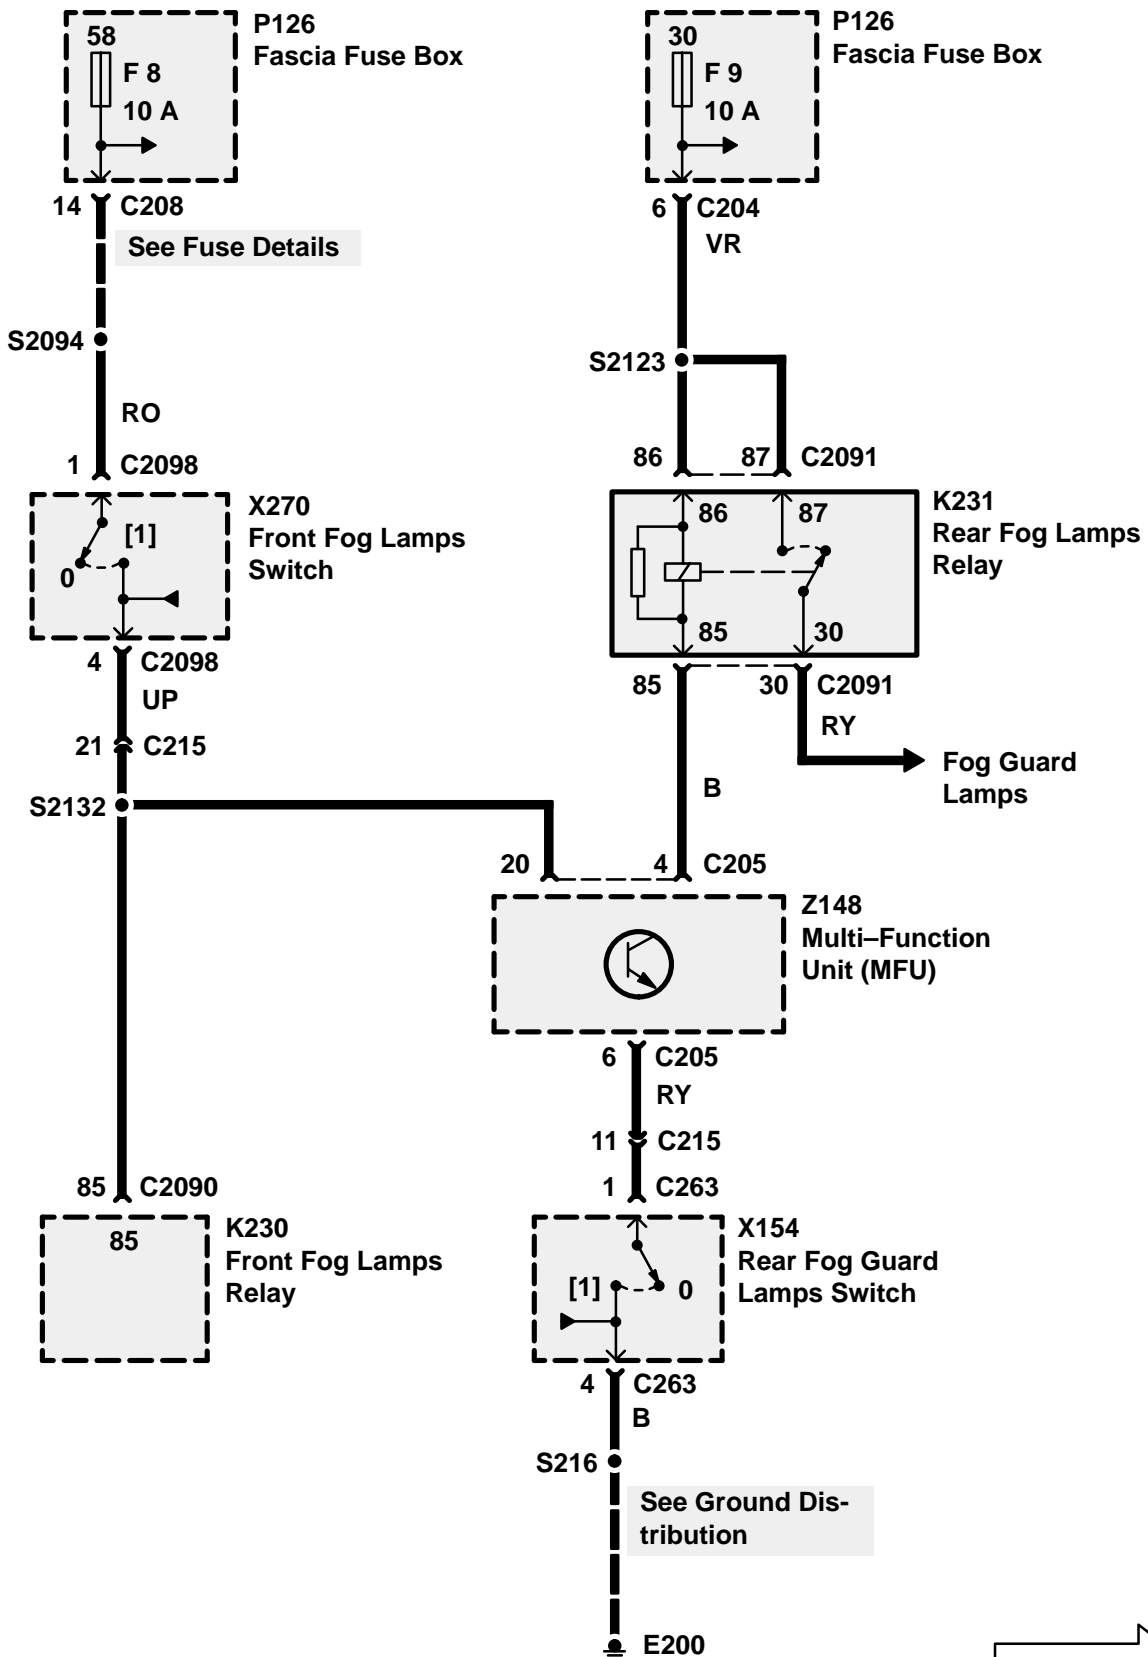 58
F 8
10 A
P126
Fascia Fuse Box
30
F 9
10 A
P126
Fascia Fuse Box
14 C208
See Fuse Details
6 C204
VR
S2094
S2123
RO
1 C2098
86 87 C2091
X270
Front Fog Lamps
Switch
[1]
0
86 87
85 30
K231
Rear Fog Lamps
Relay
4 C2098
UP
85 30 C2091
RY
21 C215
Fog Guard
Lamps
S2132
B
20 4 C205
Z148
Multi–Function
Unit (MFU)
6 C205
RY
11 C215
85 C2090
1 C263
85
K230
Front Fog Lamps
Relay
[1] 0
X154
Rear Fog Guard
Lamps Switch
4 C263
B
S216
See Ground Dis-
tribution
E200